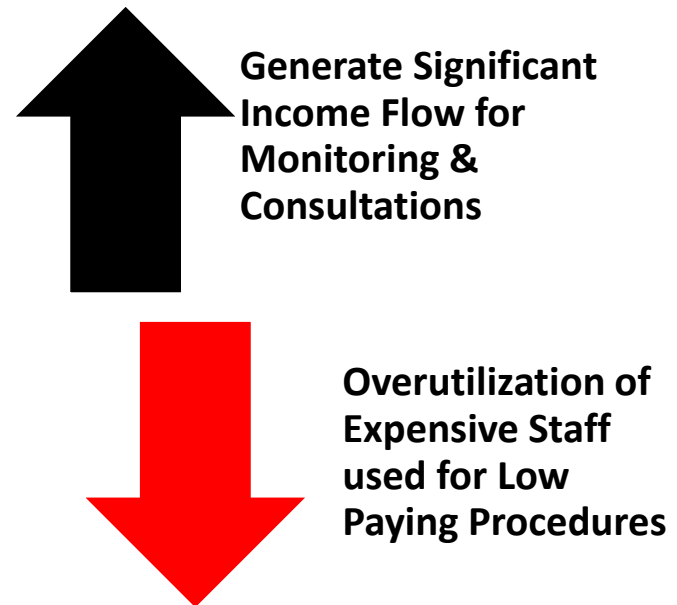 Generate Significant
Income Flow for
Monitoring &
Consultations
Overutilization of
Expensive Staff
used for Low
Paying Procedures